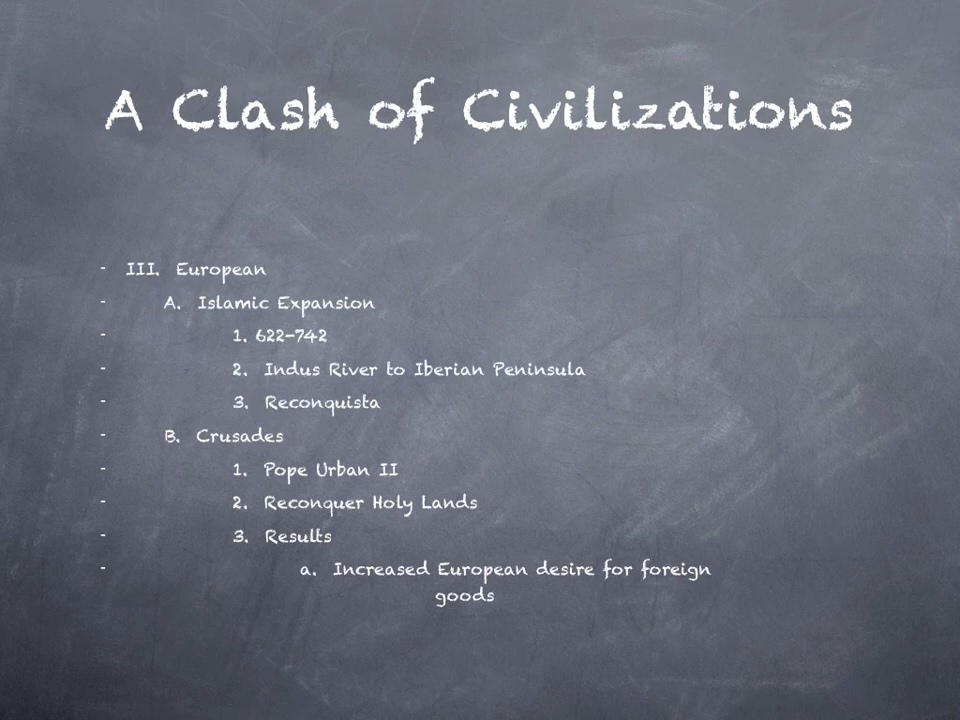 A Clash of Civilizations
- III. European
- A. Islamic Expansion
- 1. 622-742
- 2. Indus River to Iberian Peninsula
- 3. Reconquista
- B. Crusades
- 1. Pope Urban II
- 2. Reconquer Holy Lands
- 3. Results
- a. Increased European desire for foreign
goods